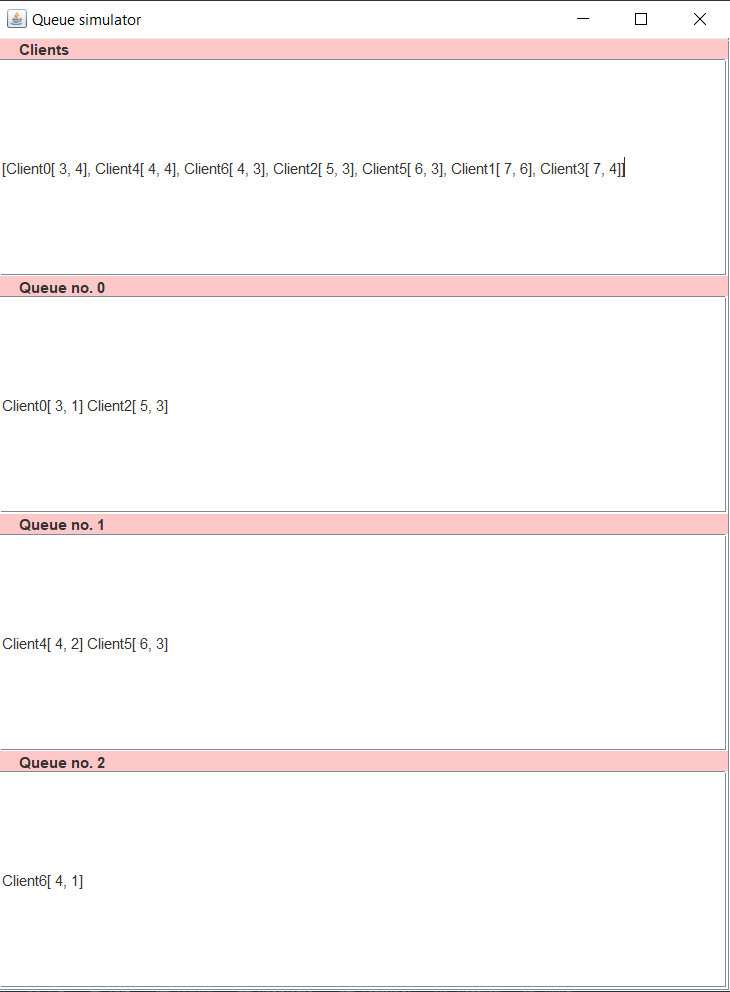 Queue simulator
Clients
[Client0[ 3, 4], Client4[ 4, 4], Client6[ 4, 3], Client2[ 5, 3], Client5[ 6, 3], Client1[ 7, 6], Client3[ 7, 4]]
Queue no. 0
Client0[ 3, 1] Client2[ 5, 3]
Queue no. 1
Client4[ 4, 2] Client5[ 6, 3]
Queue no. 2
Client6[ 4, 1]